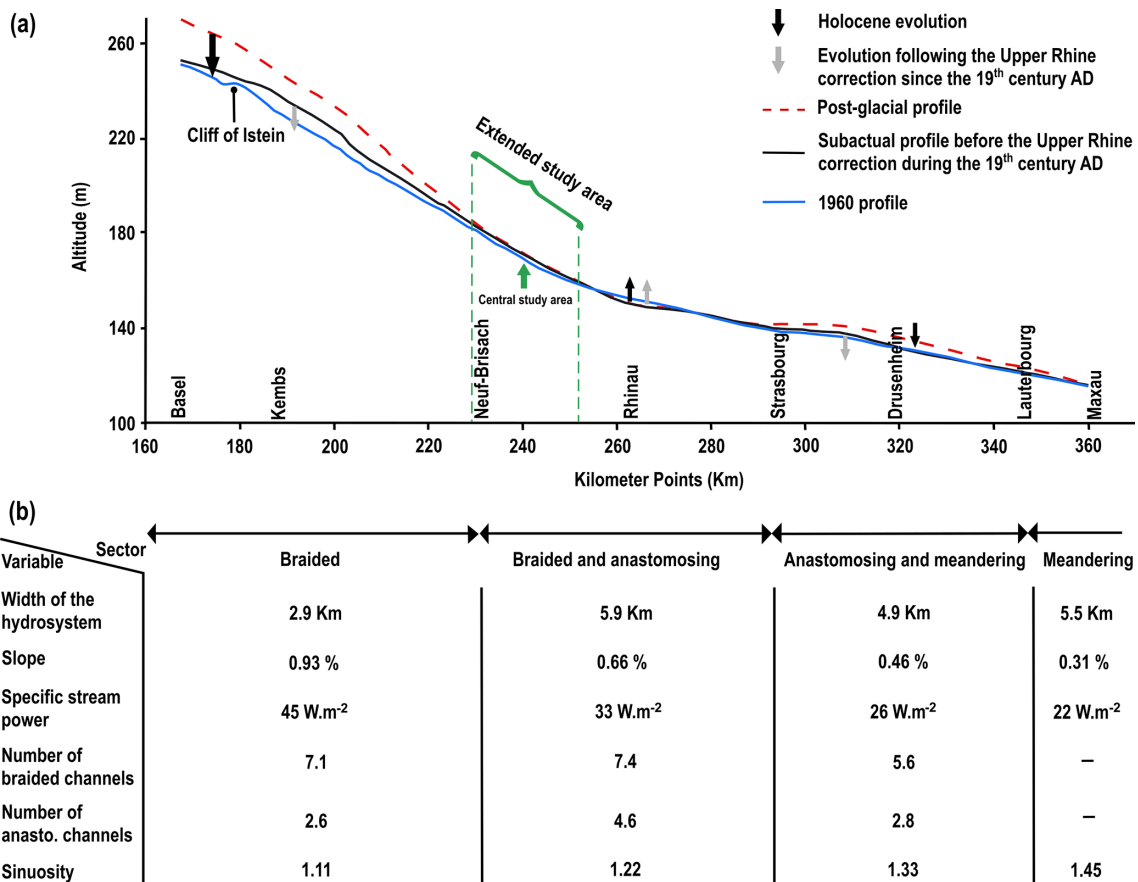 (a)
Altitude (m)
260
220
180
140
100
160
180
200
220
240
260
280
300
320
340
360
Kilometer Points (Km)
Cliff of Istein
Extended study area
Central study area
Basel
Kembs
Neuf-Brisach
Rhinau
Strasbourg
Drusenheim
Lauterbourg
Maxau
Holocene evolution
Evolution following the Upper Rhine
correction since the 19th century AD
Post-glacial profile
Subactual profile before the Upper Rhine
correction during the 19th century AD
1960 profile
(b)
Sector
Variable
Braided
Braided and anastomosing
Anastomosing and meandering
Meandering
Width of the
hydrosystem
2.9 Km
5.9 Km
4.9 Km
5.5 Km
Slope
0.93 %
0.66 %
0.46 %
0.31 %
Specific stream
power
45 W.m-2
33 W.m-2
26 W.m-2
22 W.m-2
Number of
braided channels
7.1
7.4
5.6
–
Number of
anasto. channels
2.6
4.6
2.8
–
Sinuosity
1.11
1.22
1.33
1.45